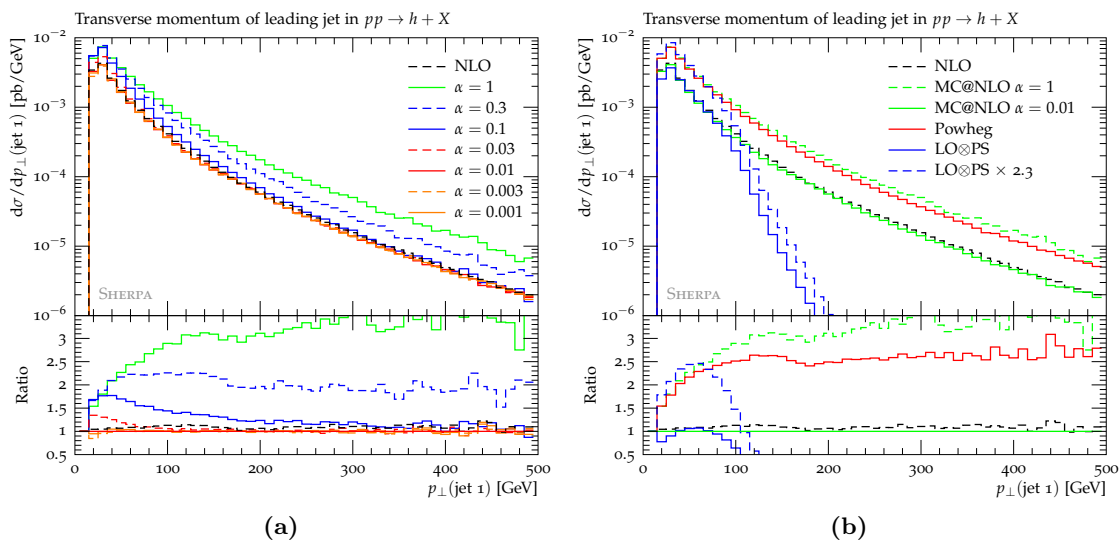 Transverse momentum of leading jet in pp → h + X
dσ/dp⊥(jet 1) [pb/GeV]
10−2
10−3
10−4
10−5
10−6
NLO
α = 1
α = 0.3
α = 0.1
α = 0.03
α = 0.01
α = 0.003
α = 0.001
SHERPA
Ratio
3
2.5
2
1.5
1
0.5
0 100 200 300 400 500
p⊥(jet 1) [GeV]
(a)
Transverse momentum of leading jet in pp → h + X
dσ/dp⊥(jet 1) [pb/GeV]
10−2
10−3
10−4
10−5
10−6
NLO
MC@NLO α = 1
MC@NLO α = 0.01
Powheg
LO⊗PS
LO⊗PS × 2.3
SHERPA
Ratio
3
2.5
2
1.5
1
0.5
0 100 200 300 400 500
p⊥(jet 1) [GeV]
(b)